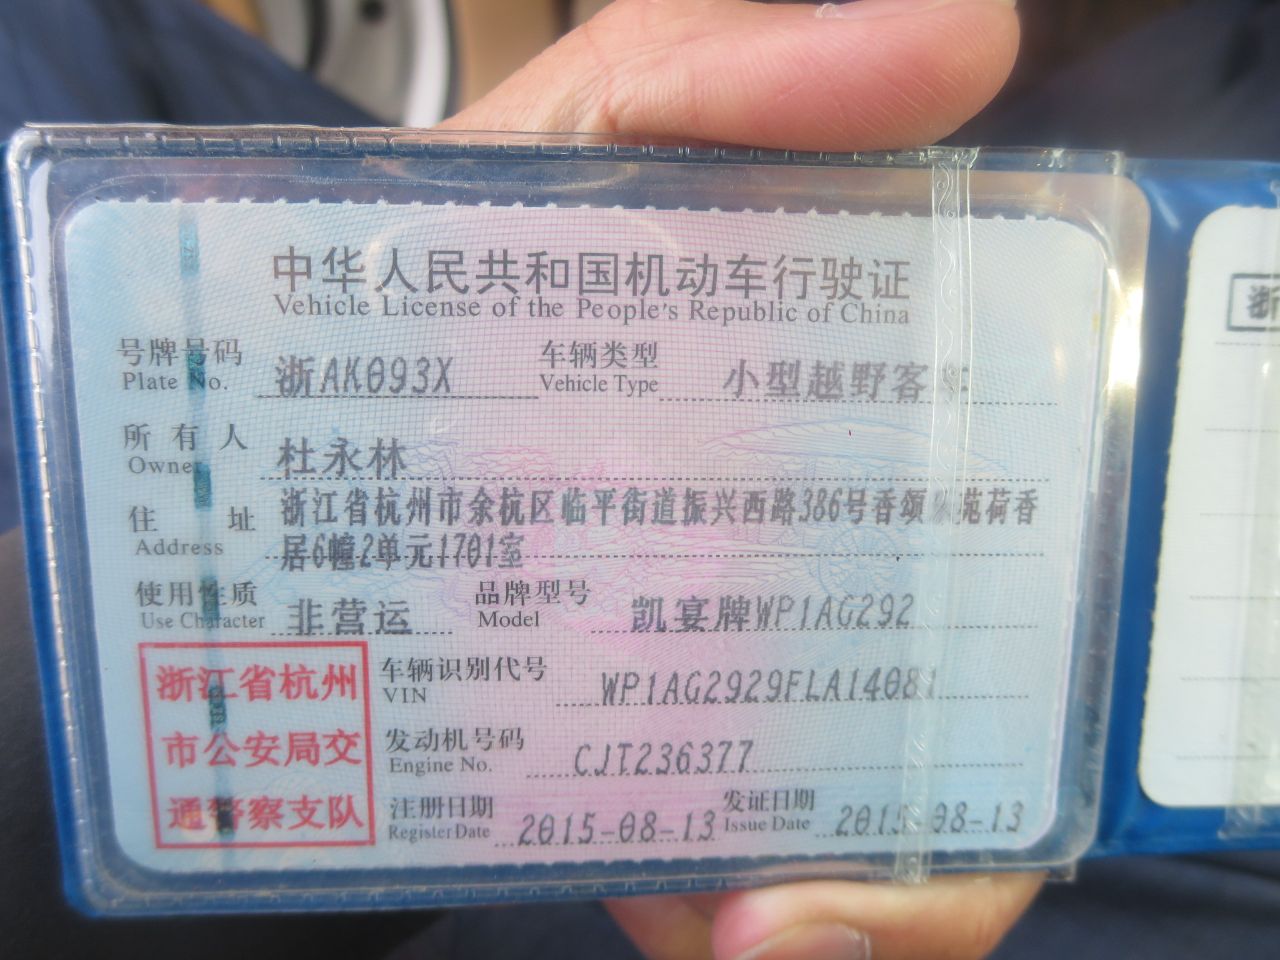 中华人民共和国机动车行驶证
Vehicle License of the People's Republic of China
号牌号码 浙AK093X 车辆类型 小型越野客
Plate No. Vehicle Type
所有人 杜永林
Owner
住址 浙江省杭州市余杭区临平街道振兴西路386号香颂 苑荷香
Address 居6幢2单元1701室
使用性质 非营运 品牌型号 凯宴牌WP1AG292
Use Character Model
浙江省杭州
市公安局交
通警察支队
车辆识别代号 WP1AG2929FLA14081
VIN
发动机号码 CJT236377
Engine No.
注册日期 2015-08-13 发证日期 2015-08-13
Register Date Issue Date
浙